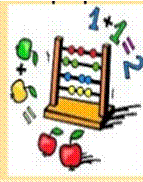 1+1=2
+
=